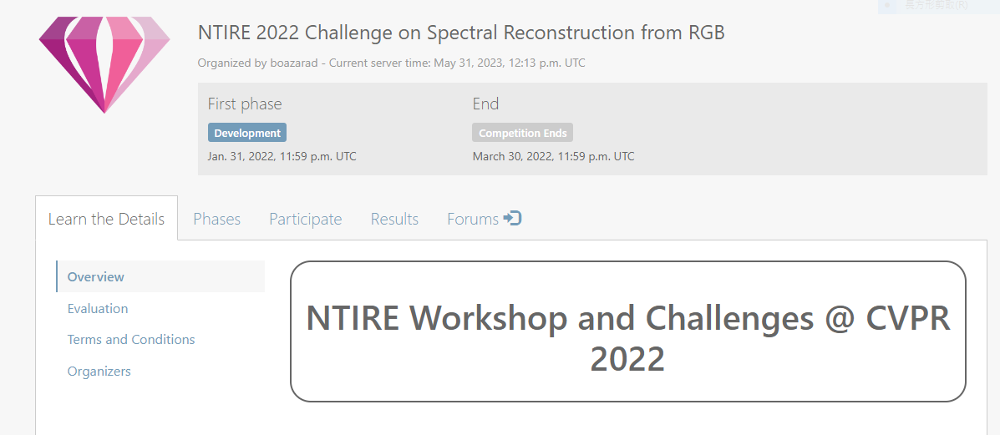 長方形剪取(R)
NTIRE 2022 Challenge on Spectral Reconstruction from RGB
Organized by boazarad - Current server time: May 31, 2023, 12:13 p.m. UTC
First phase
End
Development
Competition Ends
Jan. 31, 2022, 11:59 p.m. UTC
March 30, 2022, 11:59 p.m. UTC
Learn the Details
Phases
Participate
Results
Forums
Overview
Evaluation
Terms and Conditions
Organizers
NTIRE Workshop and Challenges @ CVPR
2022